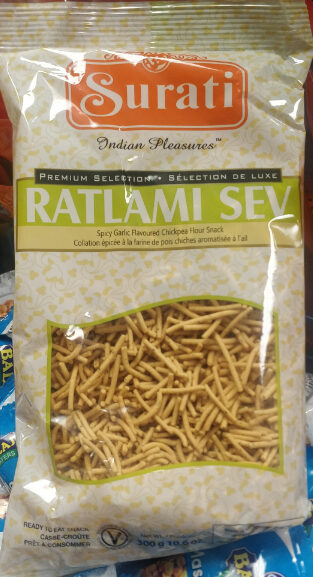 Surati
Indian Pleasures™
PREMIUM SELECTION • SÉLECTION DE LUXE
RATLAMI SEV
Spicy Garlic Flavoured Chickpea Flour Snack
Collation épicée à la farine de pois chiches aromatisée à l'ail
READY TO EAT SNACK
CASSE-CROÛTE
PRÊT À CONSOMMER
V
300 g 10.6 oz
BAL